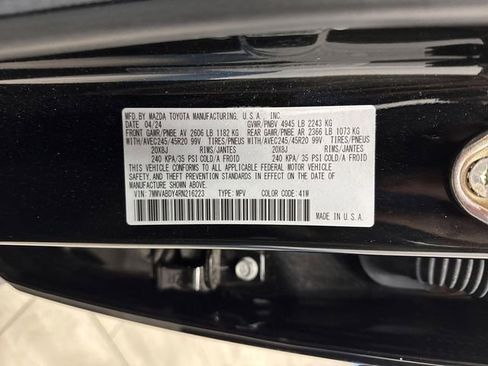 MFD. BY MAZDA TOYOTA MANUFACTURING, U.S.A., INC.
04/24 GVWR/PNBV 4945 LB 2243 KG
FRONT GAWR/PNBE AV 2606 LB 1182 KG REAR GAWR/PNBE AR 2366 LB 1073 KG
WITH/AVEC245/45R20 99V TIRES/PNEUS WITH/AVEC245/45R20 99V TIRES/PNEUS
20X8J RIMS/JANTES 20X8J RIMS/JANTES
240 KPA/35 PSI COLD/A FROID 240 KPA/35 PSI COLD/A FROID
THIS VEHICLE CONFORMS TO ALL APPLICABLE FEDERAL MOTOR VEHICLE
SAFETY, BUMPER, AND THEFT PREVENTION STANDARDS IN EFFECT ON THE DATE OF
MANUFACTURE SHOWN ABOVE.
VIN: 7MMVABDY4RN216223 TYPE: MPV COLOR CODE: 41W
MADE IN U.S.A.